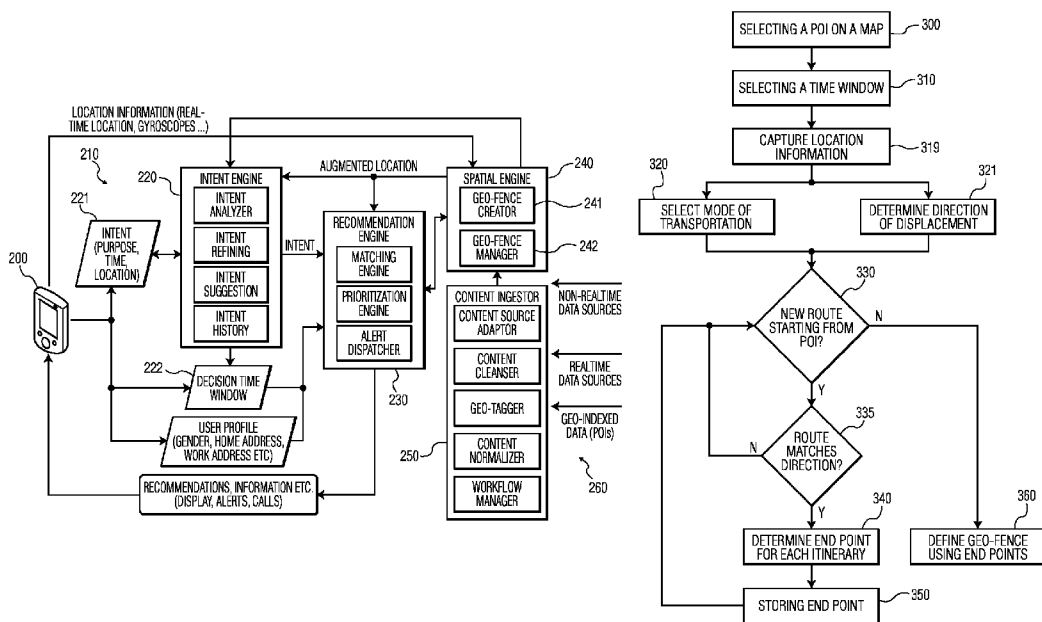 LOCATION INFORMATION (REAL-
TIME LOCATION, GYROSCOPES ...)
210
220
221
200
INTENT
(PURPOSE,
TIME
LOCATION)
INTENT ENGINE
INTENT
ANALYZER
INTENT
REFINING
INTENT
SUGGESTION
INTENT
HISTORY
AUGMENTED LOCATION
INTENT
RECOMMENDATION
ENGINE
MATCHING
ENGINE
PRIORITIZATION
ENGINE
ALERT
DISPATCHER
230
SPATIAL ENGINE
240
GEO-FENCE
CREATOR
241
GEO-FENCE
MANAGER
242
222
DECISION TIME
WINDOW
USER PROFILE
(GENDER, HOME ADDRESS,
WORK ADDRESS ETC)
RECOMMENDATIONS, INFORMATION ETC.
(DISPLAY, ALERTS, CALLS)
CONTENT INGESTOR
CONTENT SOURCE
ADAPTOR
CONTENT
CLEANSER
GEO-TAGGER
CONTENT
NORMALIZER
WORKFLOW
MANAGER
250
NON-REALTIME
DATA SOURCES
REALTIME
DATA SOURCES
GEO-INDEXED
DATA (POIs)
260
SELECTING A POI ON A MAP
300
SELECTING A TIME WINDOW
310
CAPTURE LOCATION
INFORMATION
319
320
SELECT MODE OF
TRANSPORTATION
321
DETERMINE DIRECTION
OF DISPLACEMENT
330
NEW ROUTE
STARTING FROM
POI?
N
Y
335
ROUTE
MATCHES
DIRECTION?
N
Y
340
DETERMINE END POINT
FOR EACH ITINERARY
360
DEFINE GEO-FENCE
USING END POINTS
STORING END POINT
350